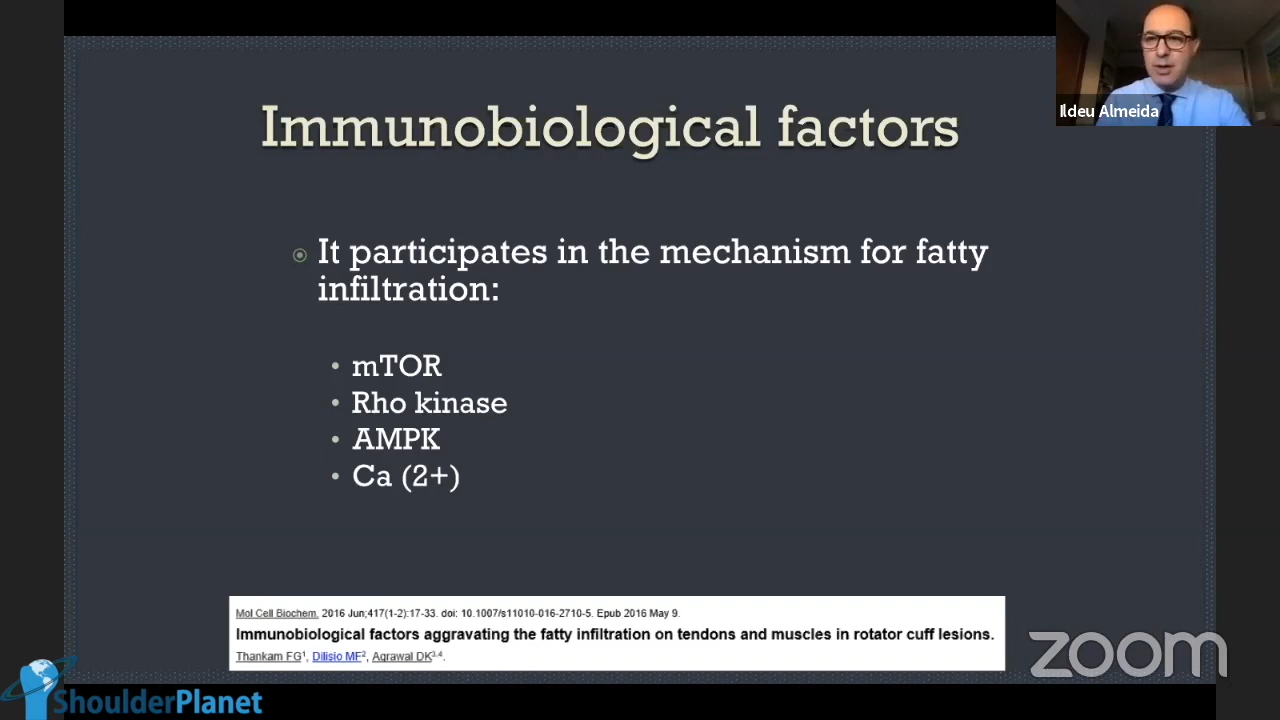 Immunobiological factors
It participates in the mechanism for fatty
infiltration:
• mTOR
• Rho kinase
• AMPK
• Ca (2+)
Mol Cell Biochem. 2016 Jun;417(1-2):17-33. doi: 10.1007/s11010-016-2710-5. Epub 2016 May 9.
Immunobiological factors aggravating the fatty infiltration on tendons and muscles in rotator cuff lesions.
Thankam FG¹, Dilisio MF², Agrawal DK³,⁴.
Ildeu Almeida
zoom
ShoulderPlanet